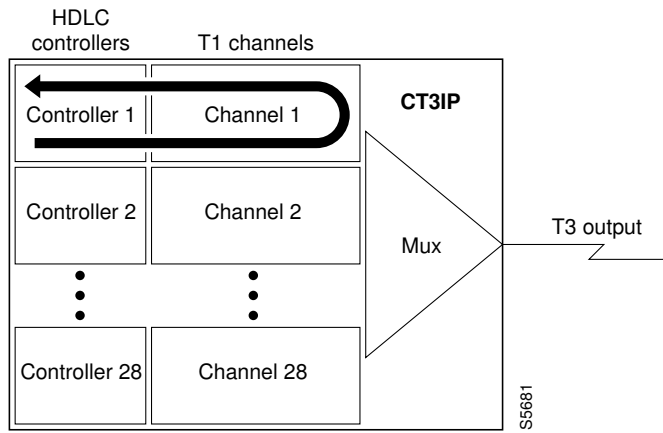 HDLC
controllers
T1 channels
CT3IP
Controller 1
Channel 1
Controller 2
Channel 2
Mux
T3 output
Controller 28
Channel 28
S5681